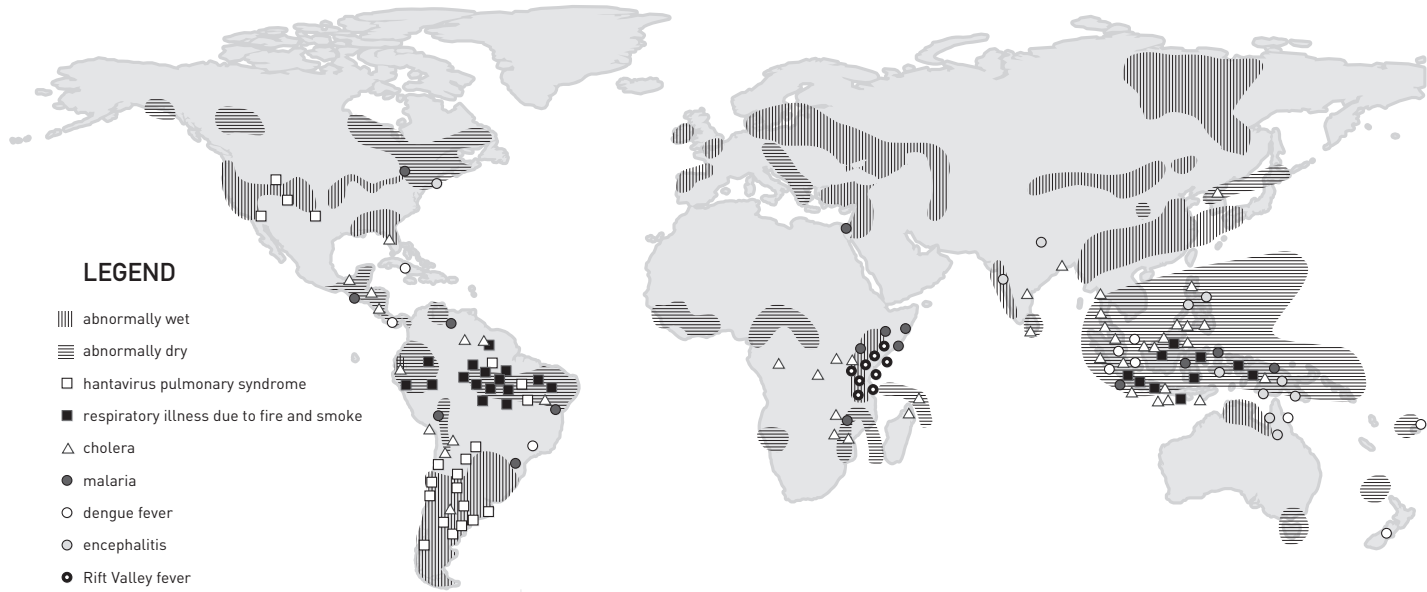 LEGEND
abnormally wet
abnormally dry
hantavirus pulmonary syndrome
respiratory illness due to fire and smoke
cholera
malaria
dengue fever
encephalitis
Rift Valley fever